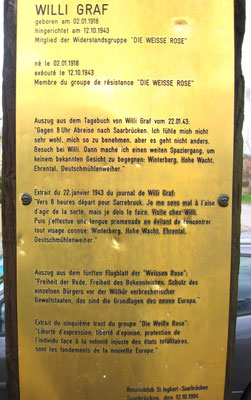 WILLI GRAF
geboren am 02.01.1918
hingerichtet am 12.10.1943
Mitglied der Widerstandsgruppe "DIE WEISSE ROSE"
né le 02.01.1918
exécuté le 12.10.1943
Membre du groupe de résistance "DIE WEISSE ROSE"
Auszug aus dem Tagebuch von Willi Graf vom 22.01.43:
"Gegen 8 Uhr Abreise nach Saarbrücken. Ich fühle mich nicht
sehr wohl, mich so zu benehmen, aber es geht nicht anders.
Besuch bei Willi. Dann mache ich einen weiten Spaziergang, um
keinem bekannten Gesicht zu begegnen: Winterberg, Hohe Wacht,
Ehrental, Deutschmühlenweiher."
Extrait du 22 janvier 1943 du journal de Willi Graf:
"Vers 8 heures départ pour Sarrebruck. Je me sens mal à l'aise
d'agir de la sorte, mais je dois le faire. Visite chez Willi.
Puis j'effectue une longue promenade en évitant de rencontrer
tout visage connu: Winterberg, Hohe Wacht, Ehrental,
Deutschmühlenweiher."
Auszug aus dem fünften Flugblatt der "Weissen Rose":
"Freiheit der Rede, Freiheit des Bekenntnisses, Schutz des
einzelnen Bürgers vor der Willkür verbrecherischer
Gewaltstaaten, das sind die Grundlagen des neuen Europa."
Extrait du cinquième tract du groupe "Die Weiße Rose":
"Liberté d'expression, liberté d'opinion, protection de
l'individu face à la volonté injuste des états totalitaires,
sont les fondements de la nouvelle Europe."
Rotaractclub St.Ingbert-Saarbrücken
Saarbrücken, den 12.10.1994